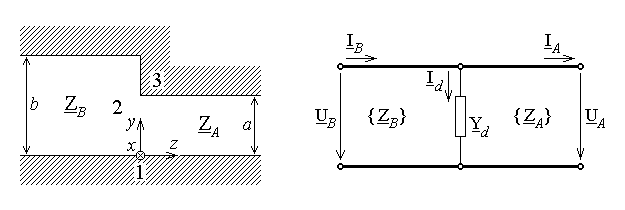 I_B I_A
3 I_d
b Z_B 2 y Z_A a U_B {Z_B} Y_d {Z_A} U_A
x z
1